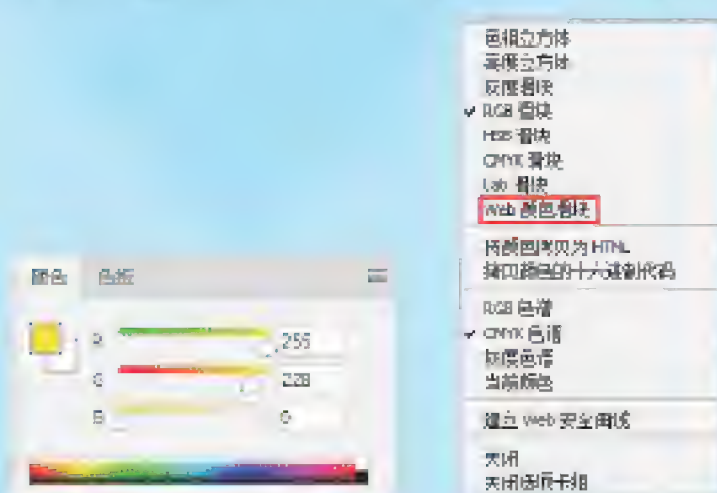 颜色 色板
R 255
G 228
B 0
色相立方体
亮度立方体
灰度滑块
RGB 滑块
HSB 滑块
CMYK 滑块
Lab 滑块
Web 颜色滑块
将颜色拷贝为 HTML
拷贝颜色的十六进制代码
RGB 色谱
CMYK 色谱
灰度色谱
当前颜色
建立 Web 安全曲线
关闭
关闭选项卡组